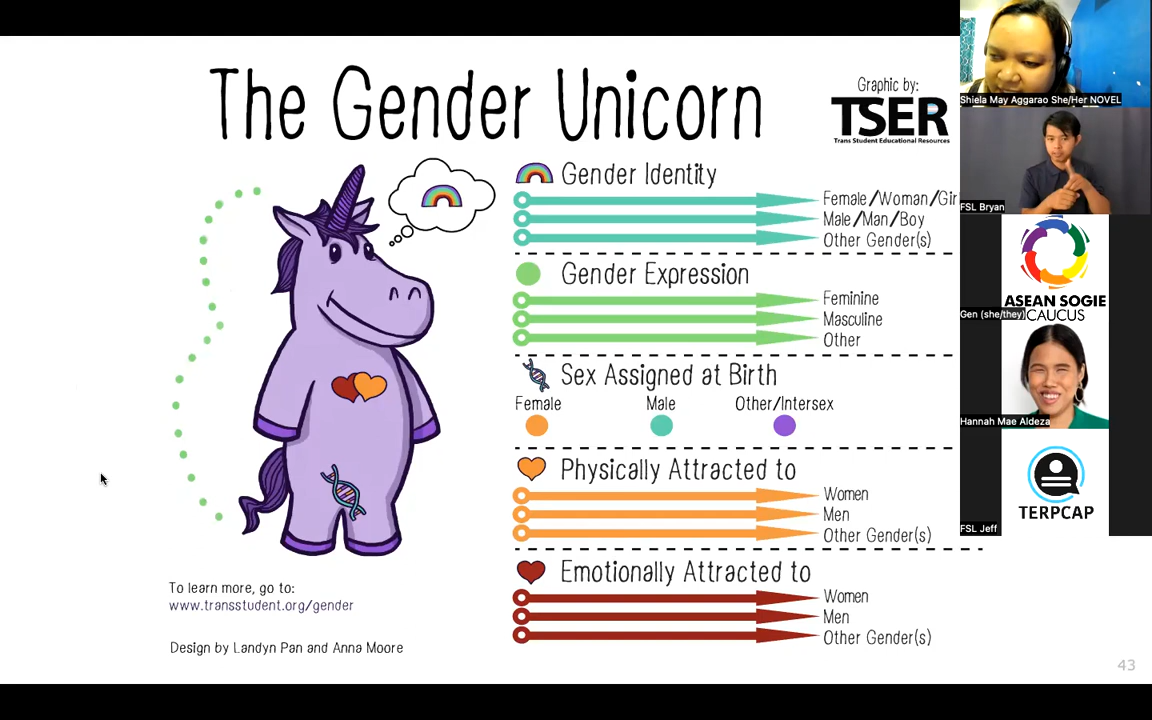 The Gender Unicorn
Graphic by:
TSER
Trans Student Educational Resources
Gender Identity
Female/Woman/Gir
Male/Man/Boy
Other Gender(s)
Gender Expression
Feminine
Masculine
Other
Sex Assigned at Birth
Female Male Other/Intersex
Physically Attracted to
Women
Men
Other Gender(s)
Emotionally Attracted to
Women
Men
Other Gender(s)
To learn more, go to:
www.transstudent.org/gender
Design by Landyn Pan and Anna Moore
43
Shiela May Aggarao She/Her NOVEL
FSL Bryan
ASEAN SOGIE
CAUCUS
Gen (she/they)
Hannah Mae Aldeza
TERPCAP
FSL Jeff